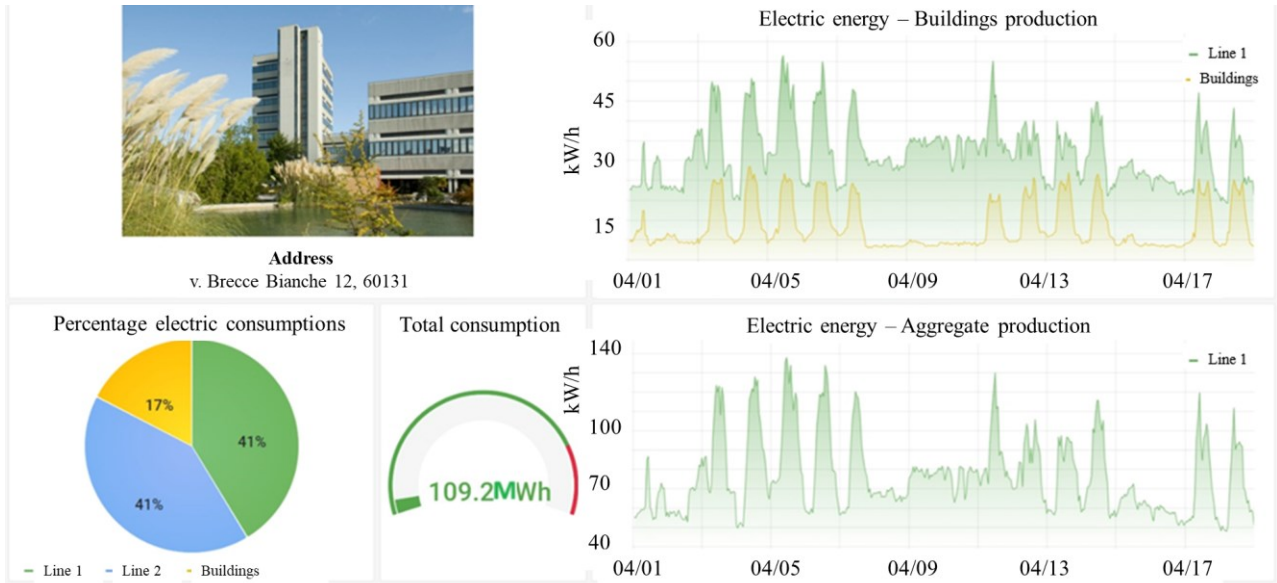 Address
v. Brecce Bianche 12, 60131
Electric energy – Buildings production
Line 1
Buildings
kW/h
60
45
30
15
04/01
04/05
04/09
04/13
04/17
Percentage electric consumptions
17%
41%
41%
Line 1
Line 2
Buildings
Total consumption
109.2MWh
Electric energy – Aggregate production
Line 1
kW/h
140
100
70
40
04/01
04/05
04/09
04/13
04/17